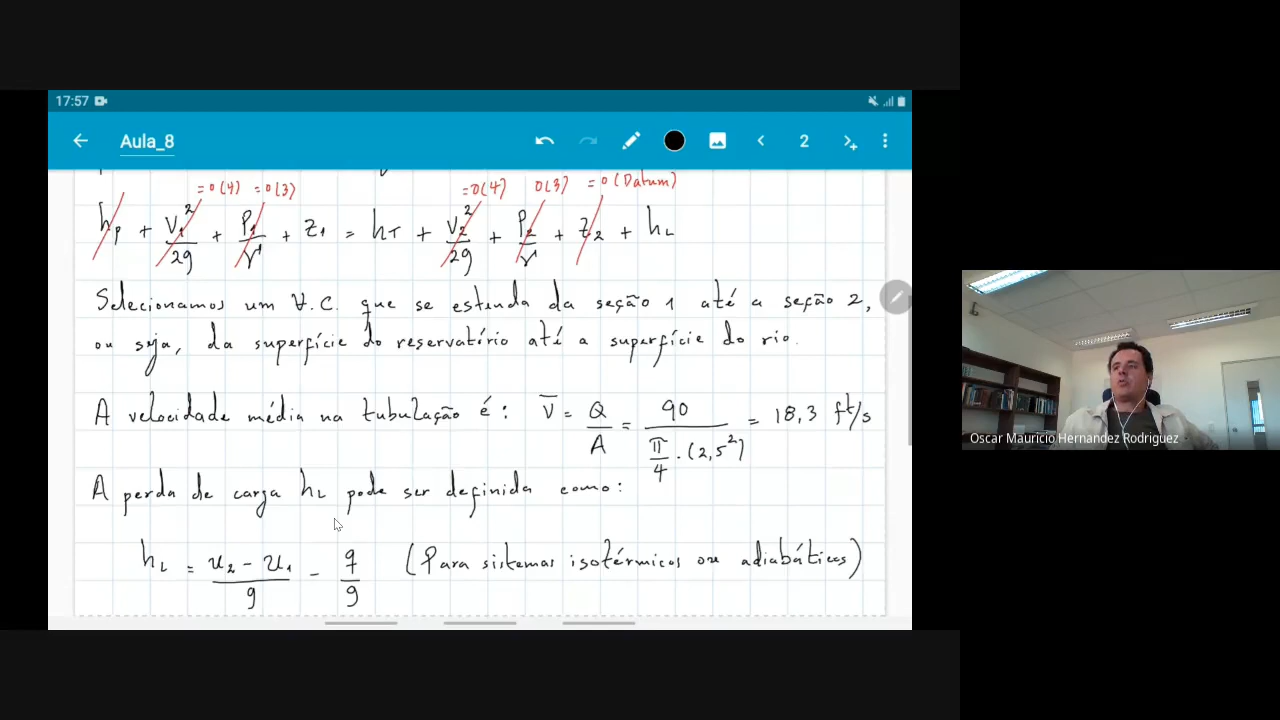 17:57
Aula_8
2
=0(4) =0(3) =0(4) 0(3) =0 (Datum)
hp + V₁²/2g + P₁/γ + z₁ = hT + V₂²/2g + P₂/γ + z₂ + hL
Selecionamos um V.C. que se estenda da seção 1 até a seção 2,
ou seja, da superfície do reservatório até a superfície do rio.
A velocidade média na tubulação é: V̅ = Q/A = 90/(π/4 · (2,5²)) = 18,3 ft/s
A perda de carga hL pode ser definida como:
hL = (u₂ - u₁)/g - q/g (Para sistemas isotérmicos ou adiabáticos)
Oscar Mauricio Hernandez Rodriguez